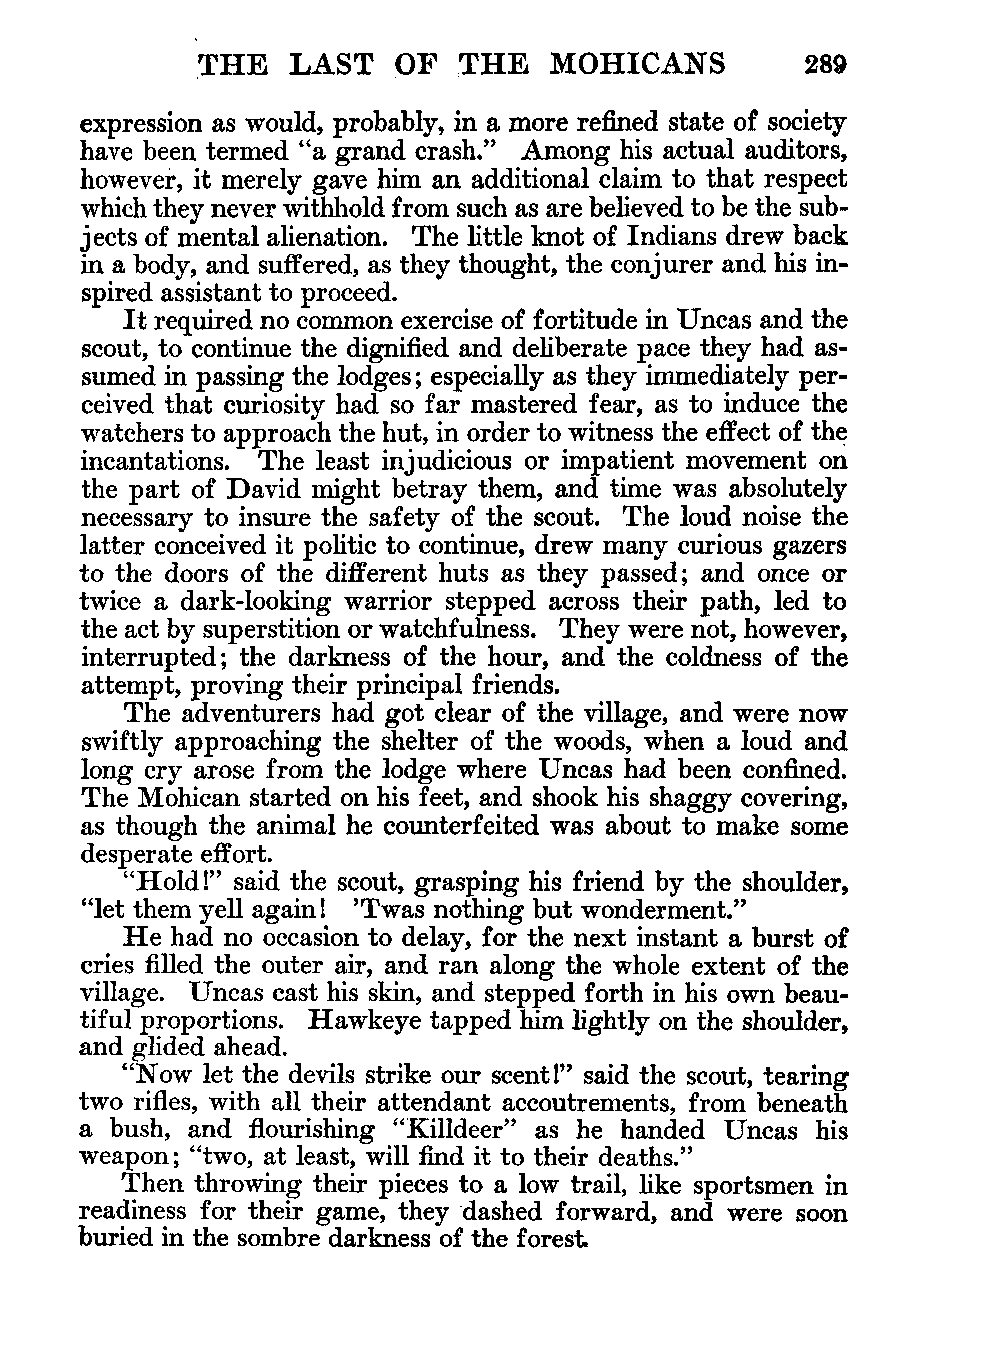 THE LAST OF THE MOHICANS 289
expression as would, probably, in a more refined state of society
have been termed “a grand crash.” Among his actual auditors,
however, it merely gave him an additional claim to that respect
which they never withhold from such as are believed to be the sub-
jects of mental alienation. The little knot of Indians drew back
in a body, and suffered, as they thought, the conjurer and his in-
spired assistant to proceed.
It required no common exercise of fortitude in Uncas and the
scout, to continue the dignified and deliberate pace they had as-
sumed in passing the lodges; especially as they immediately per-
ceived that curiosity had so far mastered fear, as to induce the
watchers to approach the hut, in order to witness the effect of the
incantations. The least injudicious or impatient movement on
the part of David might betray them, and time was absolutely
necessary to insure the safety of the scout. The loud noise the
latter conceived it politic to continue, drew many curious gazers
to the doors of the different huts as they passed; and once or
twice a dark-looking warrior stepped across their path, led to
the act by superstition or watchfulness. They were not, however,
interrupted; the darkness of the hour, and the coldness of the
attempt, proving their principal friends.
The adventurers had got clear of the village, and were now
swiftly approaching the shelter of the woods, when a loud and
long cry arose from the lodge where Uncas had been confined.
The Mohican started on his feet, and shook his shaggy covering,
as though the animal he counterfeited was about to make some
desperate effort.
“Hold!” said the scout, grasping his friend by the shoulder,
“let them yell again! ’Twas nothing but wonderment.”
He had no occasion to delay, for the next instant a burst of
cries filled the outer air, and ran along the whole extent of the
village. Uncas cast his skin, and stepped forth in his own beau-
tiful proportions. Hawkeye tapped him lightly on the shoulder,
and glided ahead.
“Now let the devils strike our scent!” said the scout, tearing
two rifles, with all their attendant accoutrements, from beneath
a bush, and flourishing “Killdeer” as he handed Uncas his
weapon; “two, at least, will find it to their deaths.”
Then throwing their pieces to a low trail, like sportsmen in
readiness for their game, they dashed forward, and were soon
buried in the sombre darkness of the forest.